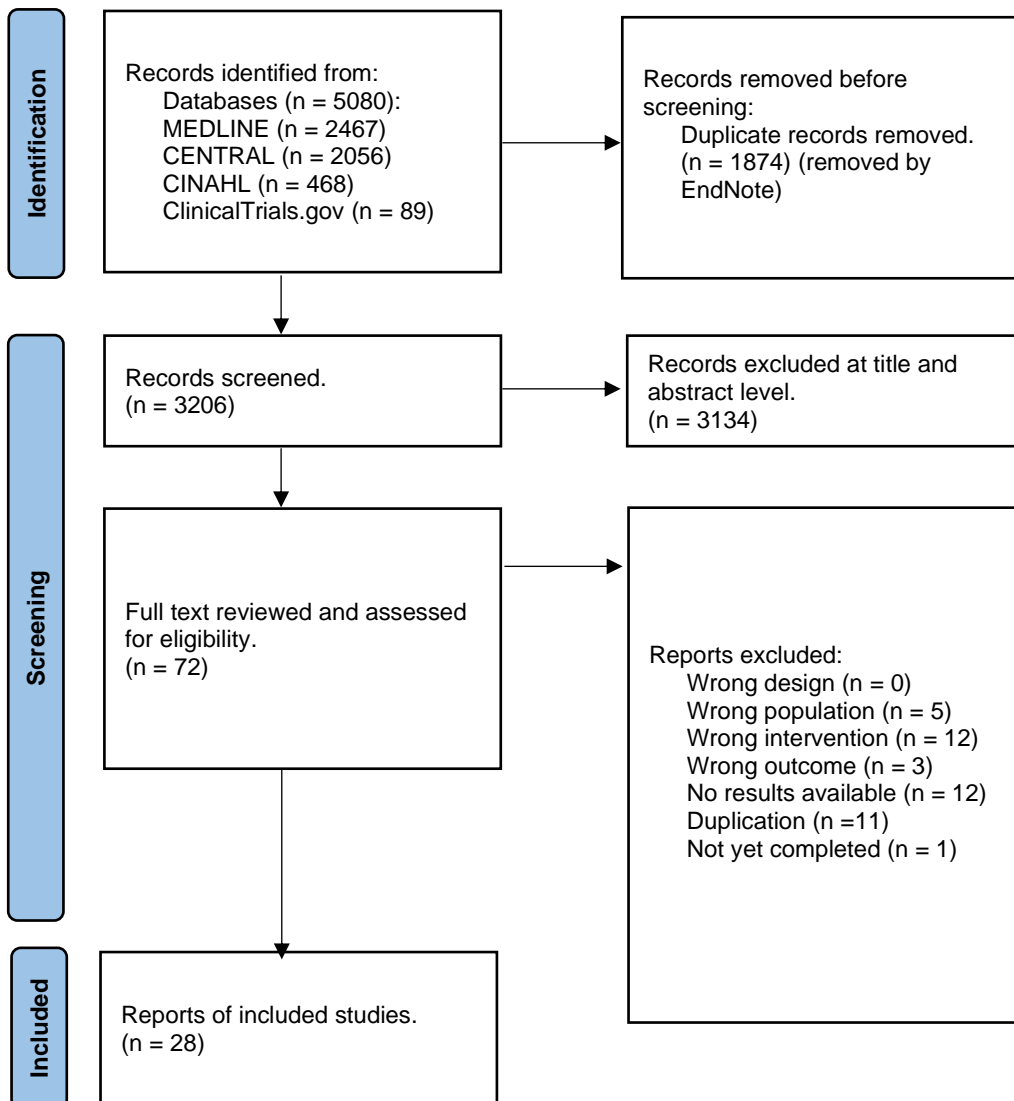 Identification
Records identified from:
Databases (n = 5080):
MEDLINE (n = 2467)
CENTRAL (n = 2056)
CINAHL (n = 468)
ClinicalTrials.gov (n = 89)
Records removed before
screening:
Duplicate records removed.
(n = 1874) (removed by
EndNote)
Screening
Records screened.
(n = 3206)
Records excluded at title and
abstract level.
(n = 3134)
Full text reviewed and assessed
for eligibility.
(n = 72)
Reports excluded:
Wrong design (n = 0)
Wrong population (n = 5)
Wrong intervention (n = 12)
Wrong outcome (n = 3)
No results available (n = 12)
Duplication (n =11)
Not yet completed (n = 1)
Included
Reports of included studies.
(n = 28)